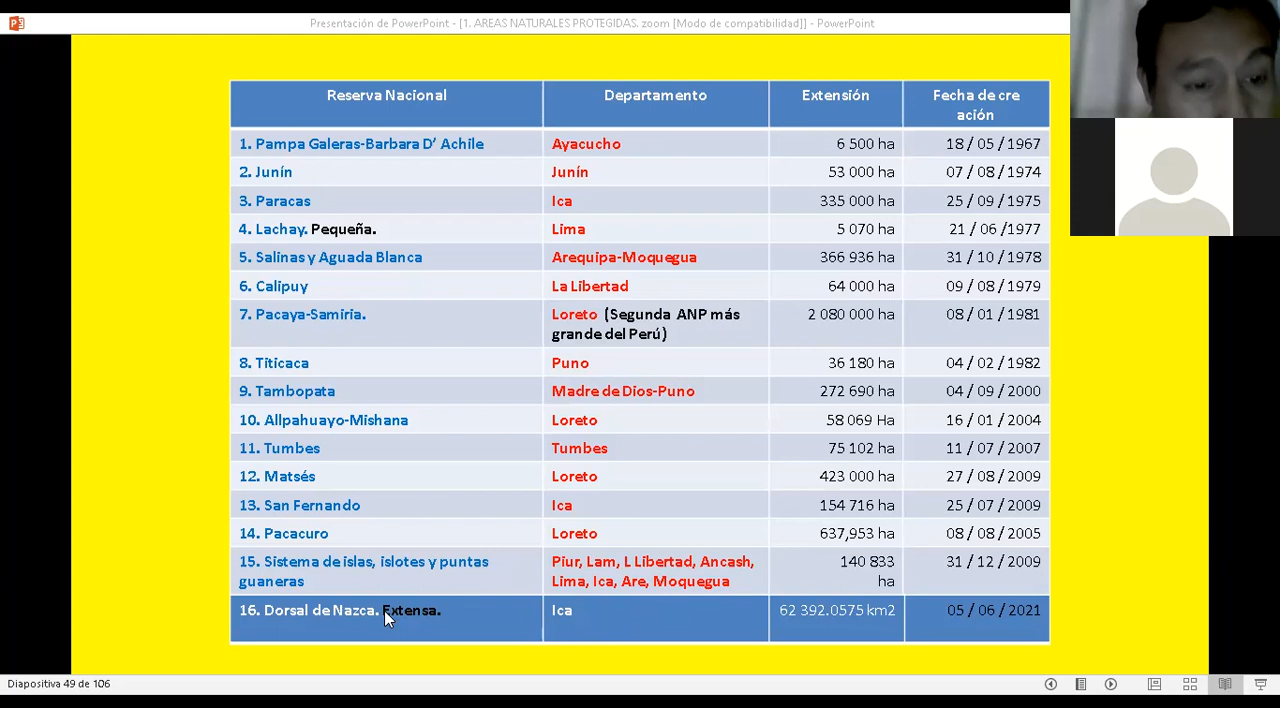 Presentación de PowerPoint - [1. AREAS NATURALES PROTEGIDAS. zoom [Modo de compatibilidad]] - PowerPoint
Reserva Nacional Departamento Extensión Fecha de cre
ación
1. Pampa Galeras-Barbara D’ Achile Ayacucho 6 500 ha 18 / 05 / 1967
2. Junín Junín 53 000 ha 07 / 08 / 1974
3. Paracas Ica 335 000 ha 25 / 09 / 1975
4. Lachay. Pequeña. Lima 5 070 ha 21 / 06 /1977
5. Salinas y Aguada Blanca Arequipa-Moquegua 366 936 ha 31 / 10 / 1978
6. Calipuy La Libertad 64 000 ha 09 / 08 / 1979
7. Pacaya-Samiria. Loreto (Segunda ANP más 2 080 000 ha 08 / 01 / 1981
grande del Perú)
8. Titicaca Puno 36 180 ha 04 / 02 / 1982
9. Tambopata Madre de Dios-Puno 272 690 ha 04 / 09 / 2000
10. Allpahuayo-Mishana Loreto 58 069 Ha 16 / 01 / 2004
11. Tumbes Tumbes 75 102 ha 11 / 07 / 2007
12. Matsés Loreto 423 000 ha 27 / 08 / 2009
13. San Fernando Ica 154 716 ha 25 / 07 / 2009
14. Pacacuro Loreto 637,953 ha 08 / 08 / 2005
15. Sistema de islas, islotes y puntas Piur, Lam, L Libertad, Ancash, 140 833 31 / 12 / 2009
guaneras Lima, Ica, Are, Moquegua ha
16. Dorsal de Nazca. Extensa. Ica 62 392.0575 km2 05 / 06 / 2021
Diapositiva 49 de 106